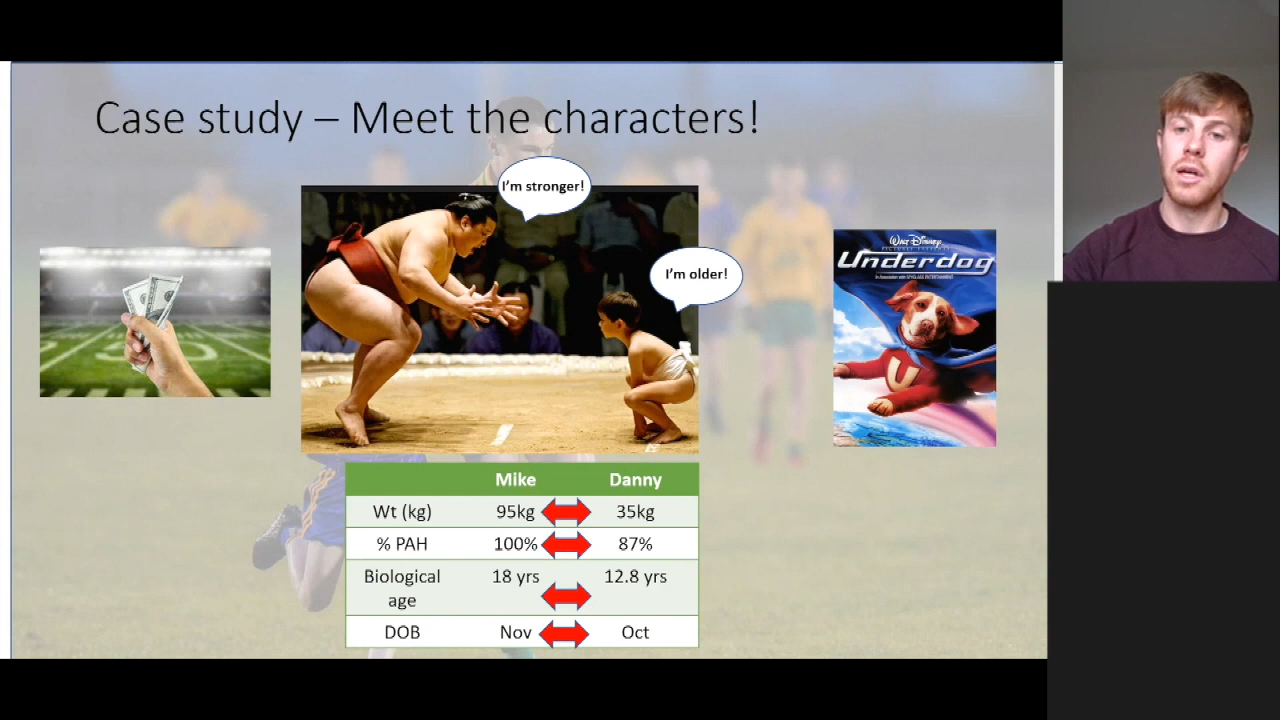 Case study – Meet the characters!
I'm stronger!
I'm older!
Walt Disney
Underdog
U
Mike Danny
Wt (kg) 95kg 35kg
% PAH 100% 87%
Biological age 18 yrs 12.8 yrs
DOB Nov Oct